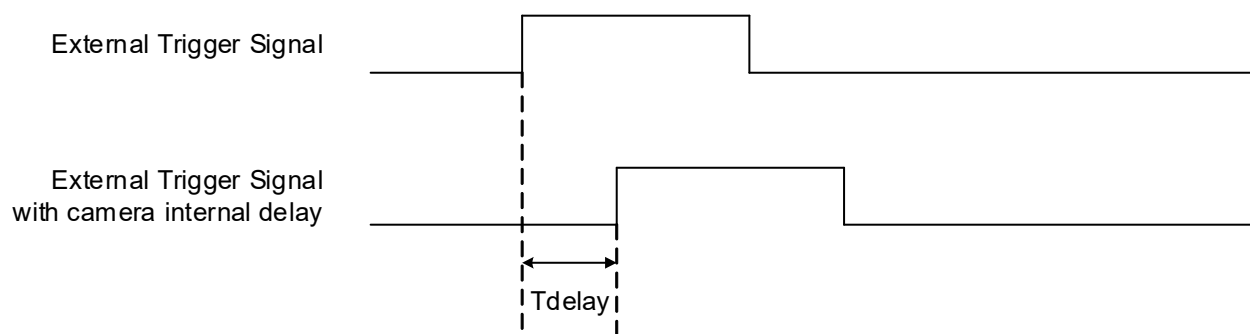 External Trigger Signal
External Trigger Signal
with camera internal delay
Tdelay